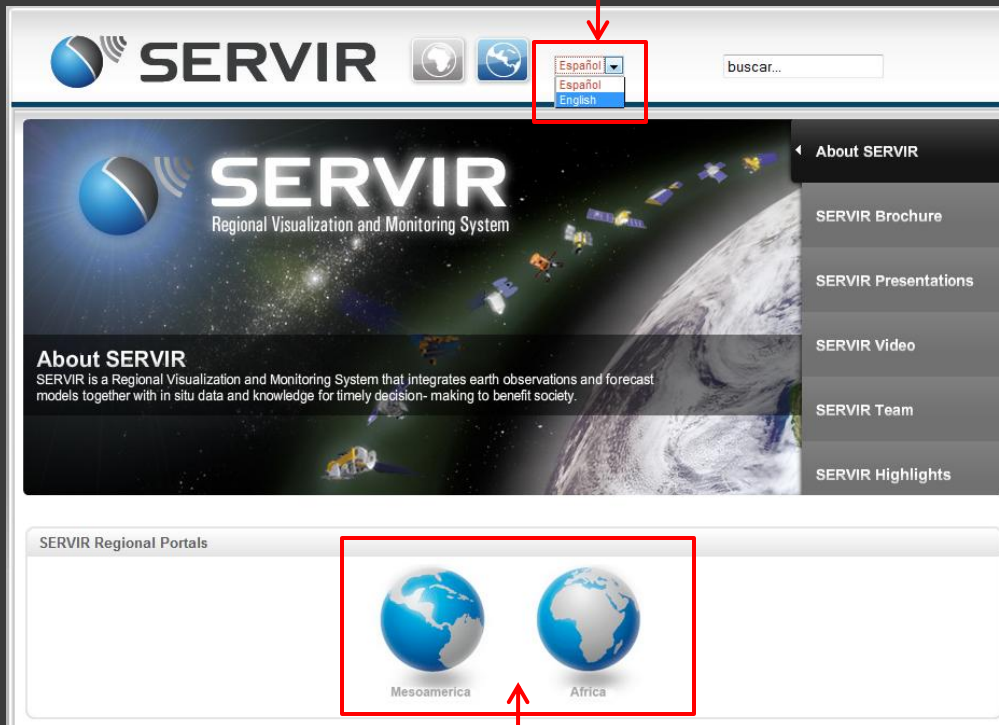 SERVIR
Español
buscar...
Español
English
SERVIR
Regional Visualization and Monitoring System
About SERVIR
SERVIR is a Regional Visualization and Monitoring System that integrates earth observations and forecast
models together with in situ data and knowledge for timely decision- making to benefit society.
About SERVIR
SERVIR Brochure
SERVIR Presentations
SERVIR Video
SERVIR Team
SERVIR Highlights
SERVIR Regional Portals
Mesoamerica
Africa